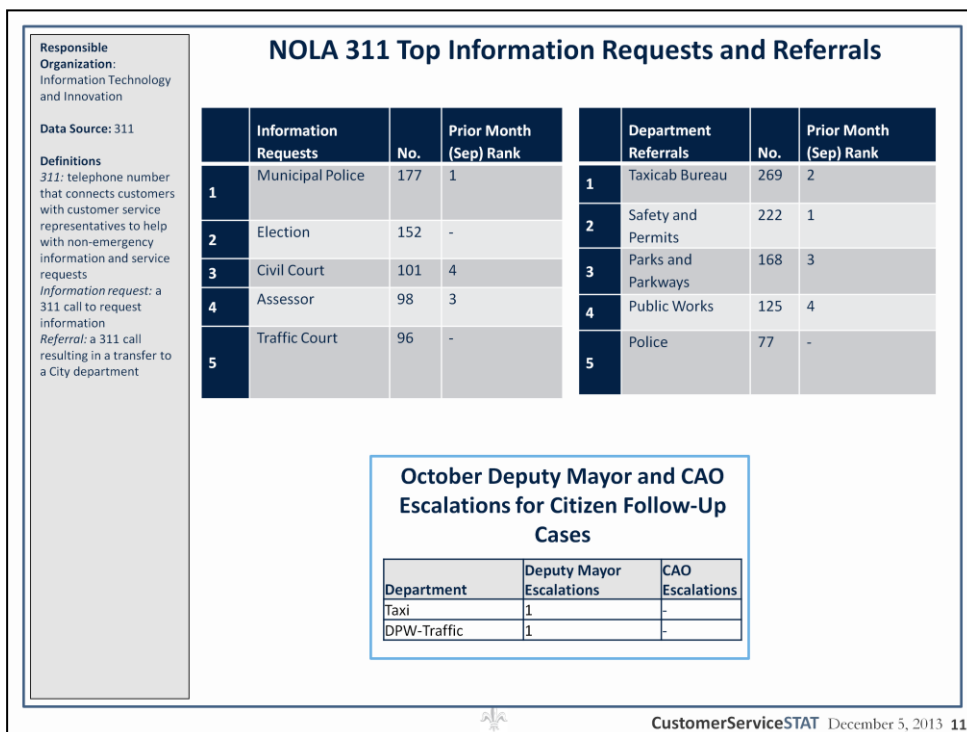 NOLA 311 Top Information Requests and Referrals
Responsible
Organization:
Information Technology
and Innovation
Data Source: 311
Definitions
311: telephone number
that connects customers
with customer service
representatives to help
with non-emergency
information and service
requests
Information request: a
311 call to request
information
Referral: a 311 call
resulting in a transfer to
a City department
Information Requests No. Prior Month (Sep) Rank
1 Municipal Police 177 1
2 Election 152 -
3 Civil Court 101 4
4 Assessor 98 3
5 Traffic Court 96 -
Department Referrals No. Prior Month (Sep) Rank
1 Taxicab Bureau 269 2
2 Safety and Permits 222 1
3 Parks and Parkways 168 3
4 Public Works 125 4
5 Police 77 -
October Deputy Mayor and CAO
Escalations for Citizen Follow-Up
Cases
Department Deputy Mayor Escalations CAO Escalations
Taxi 1 -
DPW-Traffic 1 -
CustomerServiceSTAT December 5, 2013 11